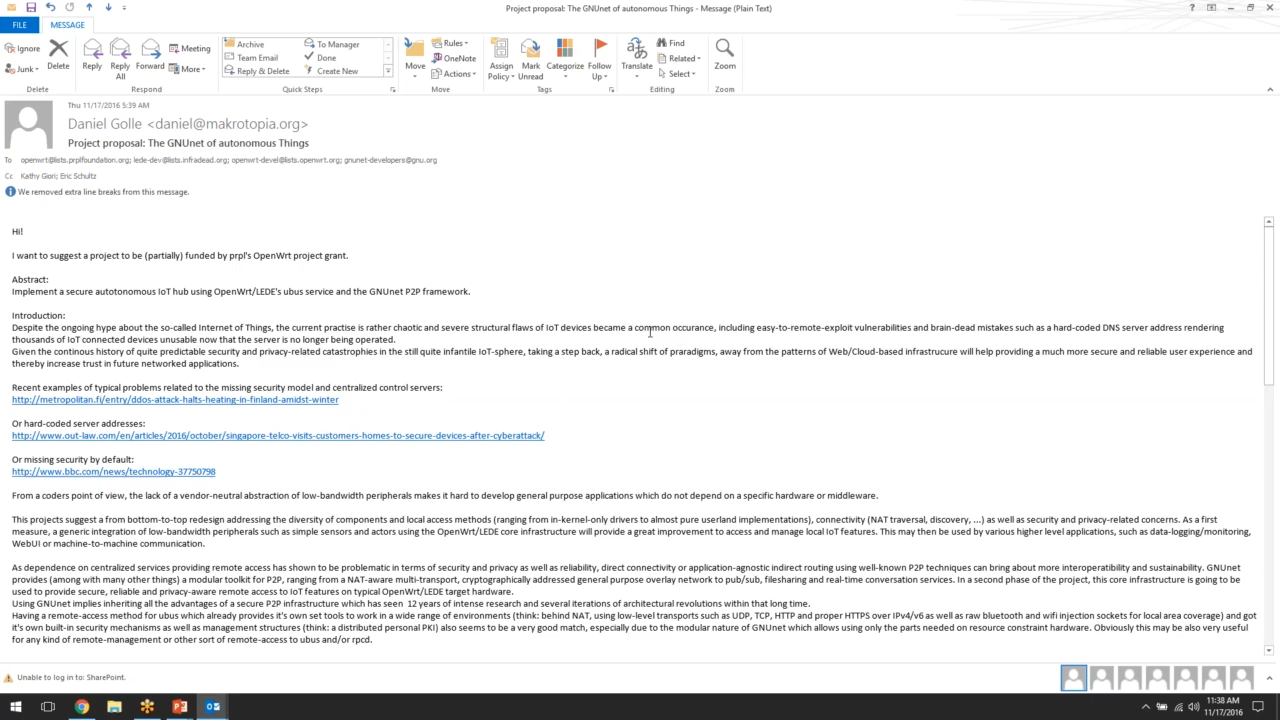 Project proposal: The GNUnet of autonomous Things - Message (Plain Text)
FILE MESSAGE
Ignore Junk Delete Reply Reply All Forward Meeting More
Archive To Manager
Team Email Done
Reply & Delete Create New
Move Rules OneNote Actions
Assign Policy Mark Unread Categorize Follow Up
Translate Find Related Select Zoom
Delete Respond Quick Steps Move Tags Editing Zoom
Thu 11/17/2016 5:39 AM
Daniel Golle <daniel@makrotopia.org>
Project proposal: The GNUnet of autonomous Things
To openwrt@lists.prplfoundation.org; lede-dev@lists.infradead.org; openwrt-devel@lists.openwrt.org; gnunet-developers@gnu.org
Cc Kathy Giori; Eric Schultz
We removed extra line breaks from this message.
Hi!
I want to suggest a project to be (partially) funded by prpl's OpenWrt project grant.
Abstract:
Implement a secure autotonomous IoT hub using OpenWrt/LEDE's ubus service and the GNUnet P2P framework.
Introduction:
Despite the ongoing hype about the so-called Internet of Things, the current practise is rather chaotic and severe structural flaws of IoT devices became a common occurance, including easy-to-remote-exploit vulnerabilities and brain-dead mistakes such as a hard-coded DNS server address rendering
thousands of IoT connected devices unusable now that the server is no longer being operated.
Given the continous history of quite predictable security and privacy-related catastrophies in the still quite infantile IoT-sphere, taking a step back, a radical shift of praradigms, away from the patterns of Web/Cloud-based infrastrucure will help providing a much more secure and reliable user experience and
thereby increase trust in future networked applications.
Recent examples of typical problems related to the missing security model and centralized control servers:
http://metropolitan.fi/entry/ddos-attack-halts-heating-in-finland-amidst-winter
Or hard-coded server addresses:
http://www.out-law.com/en/articles/2016/october/singapore-telco-visits-customers-homes-to-secure-devices-after-cyberattack/
Or missing security by default:
http://www.bbc.com/news/technology-37750798
From a coders point of view, the lack of a vendor-neutral abstraction of low-bandwidth peripherals makes it hard to develop general purpose applications which do not depend on a specific hardware or middleware.
This projects suggest a from bottom-to-top redesign addressing the diversity of components and local access methods (ranging from in-kernel-only drivers to almost pure userland implementations), connectivity (NAT traversal, discovery, ...) as well as security and privacy-related concerns. As a first
measure, a generic integration of low-bandwidth peripherals such as simple sensors and actors using the OpenWrt/LEDE core infrastructure will provide a great improvement to access and manage local IoT features. This may then be used by various higher level applications, such as data-logging/monitoring,
WebUI or machine-to-machine communication.
As dependence on centralized services providing remote access has shown to be problematic in terms of security and privacy as well as reliability, direct connectivity or application-agnostic indirect routing using well-known P2P techniques can bring about more interoperability and sustainability. GNUnet
provides (among with many other things) a modular toolkit for P2P, ranging from a NAT-aware multi-transport, cryptographically addressed general purpose overlay network to pub/sub, filesharing and real-time conversation services. In a second phase of the project, this core infrastructure is going to be
used to provide secure, reliable and privacy-aware remote access to IoT features on typical OpenWrt/LEDE target hardware.
Using GNUnet implies inheriting all the advantages of a secure P2P infrastructure which has seen 12 years of intense research and several iterations of architectural revolutions within that long time.
Having a remote-access method for ubus which already provides it's own set tools to work in a wide range of environments (think: behind NAT, using low-level transports such as UDP, TCP, HTTP and proper HTTPS over IPv4/v6 as well as raw bluetooth and wifi injection sockets for local area coverage) and got
it's own built-in security mechanisms as well as management structures (think: a distributed personal PKI) also seems to be a very good match, especially due to the modular nature of GNUnet which allows using only the parts needed on resource constraint hardware. Obviously this may be also very useful
for any kind of remote-management or other sort of remote-access to ubus and/or rpcd.
Unable to log in to: SharePoint.
11:38 AM
11/17/2016